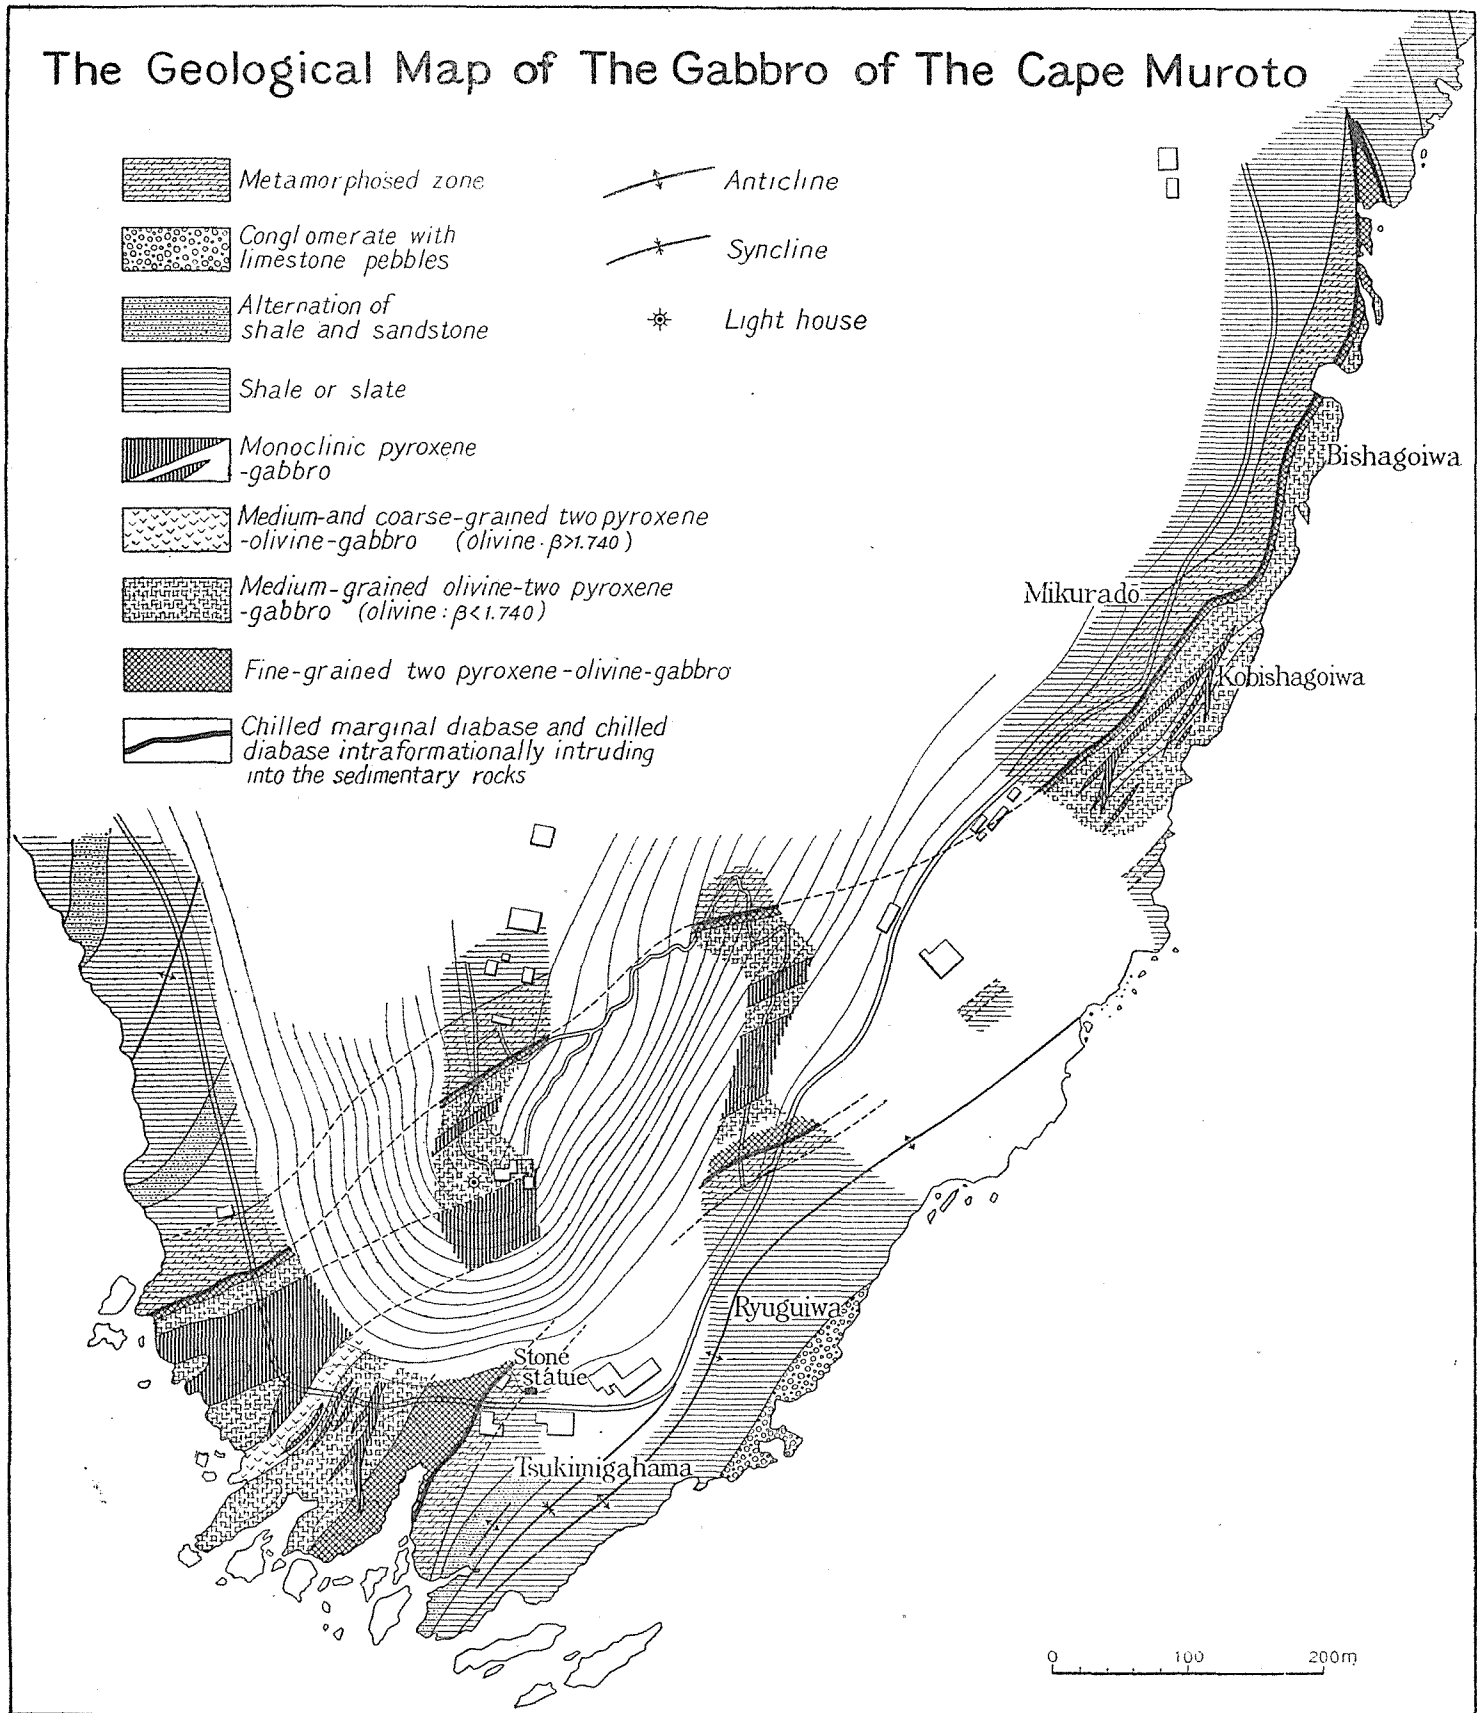 The Geological Map of The Gabbro of The Cape Muroto
Metamorphosed zone
Conglomerate with
limestone pebbles
Alternation of
shale and sandstone
Shale or slate
Monoclinic pyroxene
-gabbro
Medium-and coarse-grained two pyroxene
-olivine-gabbro (olivine·β>1.740)
Medium-grained olivine-two pyroxene
-gabbro (olivine:β<1.740)
Fine-grained two pyroxene-olivine-gabbro
Chilled marginal diabase and chilled
diabase intraformationally intruding
into the sedimentary rocks
Anticline
Syncline
Light house
Bishagoiwa
Mikuradō
Kobishagoiwa
Ryuguiwa
Stone
statue
Tsukimigahama
0 100 200m